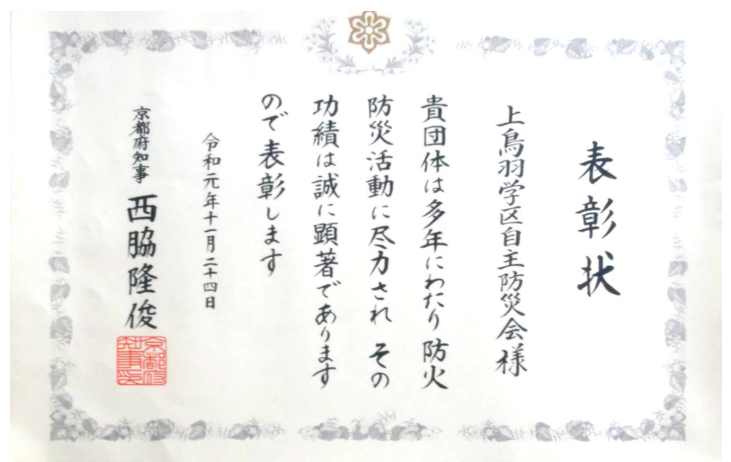 表彰状
上鳥羽学区自主防災会様
貴団体は多年にわたり防火
防災活動に尽力され その
功績は誠に顕著であります
ので表彰します
令和元年十一月二十四日
京都府知事 西脇隆俊
京都府知事之印